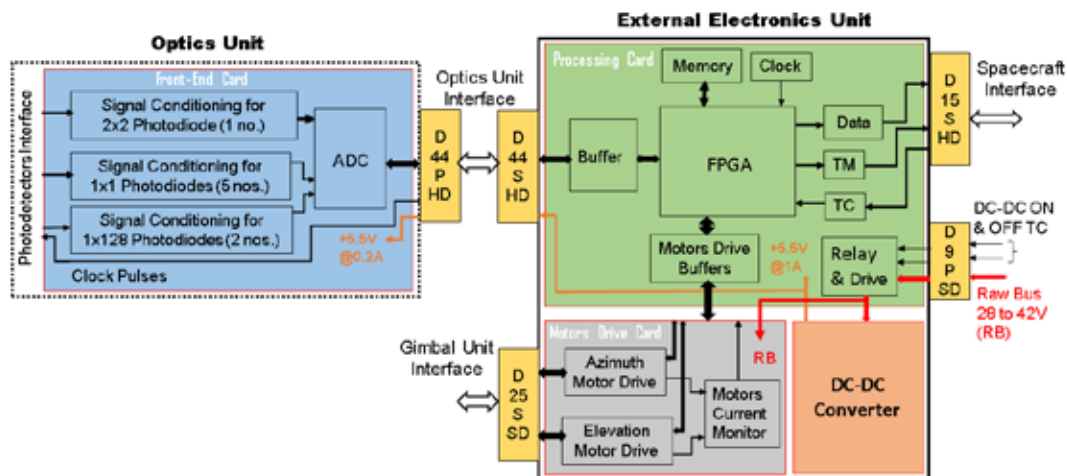 External Electronics Unit
Optics Unit
Front-End Card
Processing Card
Photodetectors Interface
Signal Conditioning for
2x2 Photodiode (1 no.)
Signal Conditioning for
1x1 Photodiodes (5 nos.)
Signal Conditioning for
1x128 Photodiodes (2 nos.)
ADC
Clock Pulses
+5.5V
@0.2A
D
44
P
HD
Optics Unit
Interface
D
44
S
HD
Buffer
Memory
Clock
FPGA
Data
TM
TC
D
15
S
HD
Spacecraft
Interface
Motors Drive
Buffers
+5.5V
@1A
Relay
& Drive
D
9
P
SD
DC-DC ON
& OFF TC
Raw Bus
28 to 42V
(RB)
Motors Drive Card
Gimbal Unit
Interface
D
25
S
SD
Azimuth
Motor Drive
Elevation
Motor Drive
Motors
Current
Monitor
RB
DC-DC
Converter